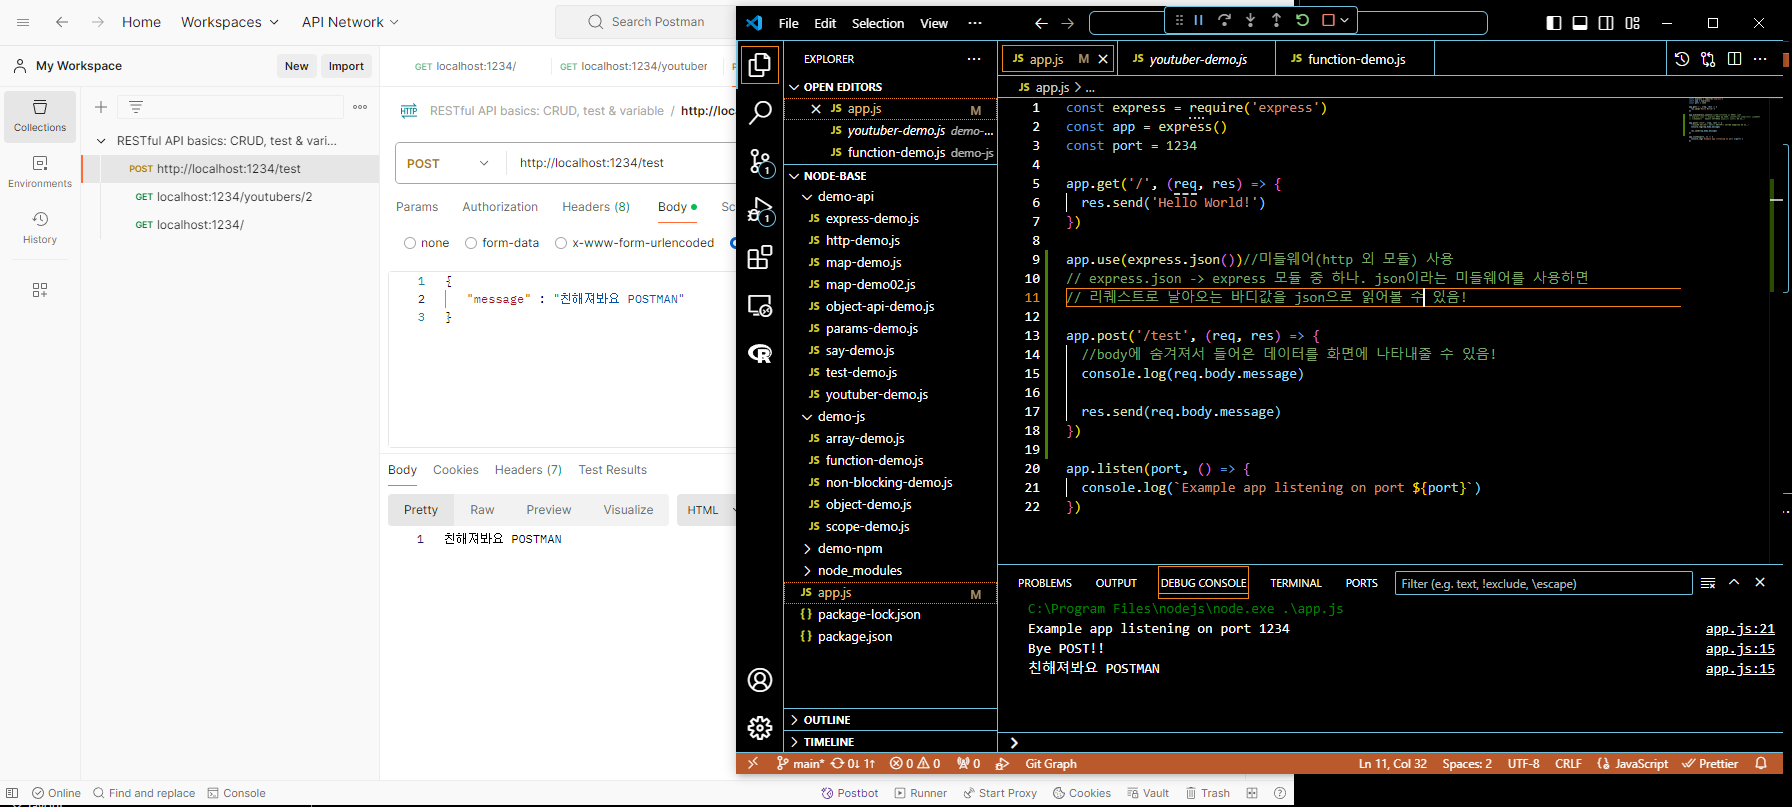 Home Workspaces API Network
Search Postman
My Workspace
New Import
Collections
Environments
History
RESTful API basics: CRUD, test & vari...
POST http://localhost:1234/test
GET localhost:1234/youtubers/2
GET localhost:1234/
GET localhost:1234/ GET localhost:1234/youtuber
HTTP RESTful API basics: CRUD, test & variable / http://loc
POST http://localhost:1234/test
Params Authorization Headers (8) Body Sc
none form-data x-www-form-urlencoded
1 {
2 "message" : "친해져봐요 POSTMAN"
3 }
Body Cookies Headers (7) Test Results
Pretty Raw Preview Visualize HTML
1 친해져봐요 POSTMAN
Online Find and replace Console
Postbot Runner Start Proxy Cookies Vault Trash
File Edit Selection View ...
EXPLORER ...
OPEN EDITORS
JS app.js M
JS youtuber-demo.js demo-...
JS function-demo.js demo-js
NODE-BASE
demo-api
JS express-demo.js
JS http-demo.js
JS map-demo.js
JS map-demo02.js
JS object-api-demo.js
JS params-demo.js
JS say-demo.js
JS test-demo.js
JS youtuber-demo.js
demo-js
JS array-demo.js
JS function-demo.js
JS non-blocking-demo.js
JS object-demo.js
JS scope-demo.js
demo-npm
node_modules
JS app.js M
{} package-lock.json
{} package.json
OUTLINE
TIMELINE
1
1
JS app.js M JS youtuber-demo.js JS function-demo.js
JS app.js > ...
1 const express = require('express')
2 const app = express()
3 const port = 1234
4
5 app.get('/', (req, res) => {
6 res.send('Hello World!')
7 })
8
9 app.use(express.json())//미들웨어(http 외 모듈) 사용
10 // express.json -> express 모듈 중 하나. json이라는 미들웨어를 사용하면
11 // 리퀘스트로 날아오는 바디값을 json으로 읽어볼 수 있음!
12
13 app.post('/test', (req, res) => {
14 //body에 숨겨져서 들어온 데이터를 화면에 나타내줄 수 있음!
15 console.log(req.body.message)
16
17 res.send(req.body.message)
18 })
19
20 app.listen(port, () => {
21 console.log(`Example app listening on port ${port}`)
22 })
PROBLEMS OUTPUT DEBUG CONSOLE TERMINAL PORTS Filter (e.g. text, !exclude, \escape)
C:\Program Files\nodejs\node.exe .\app.js
Example app listening on port 1234 app.js:21
Bye POST!! app.js:15
친해져봐요 POSTMAN app.js:15
main* 0↓ 1↑ 0 0 0 Git Graph Ln 11, Col 32 Spaces: 2 UTF-8 CRLF {} JavaScript Prettier